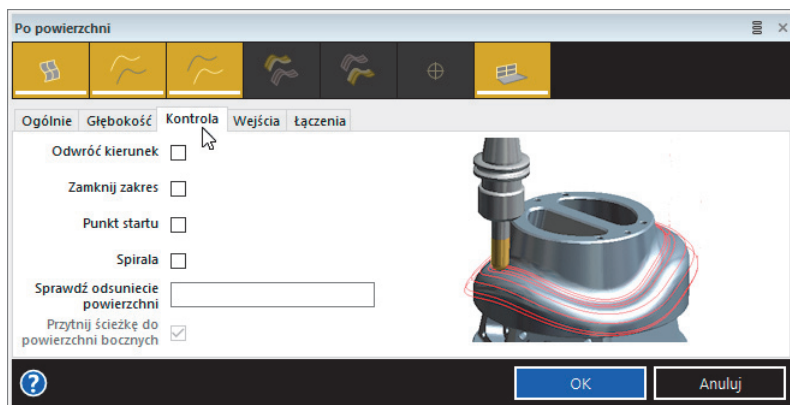 Po powierzchni
Ogólnie Głębokość Kontrola Wejścia Łączenia
Odwróć kierunek
Zamknij zakres
Punkt startu
Spirala
Sprawdź odsuniecie
powierzchni
Przytnij ścieżkę do
powierzchni bocznych
?
OK Anuluj